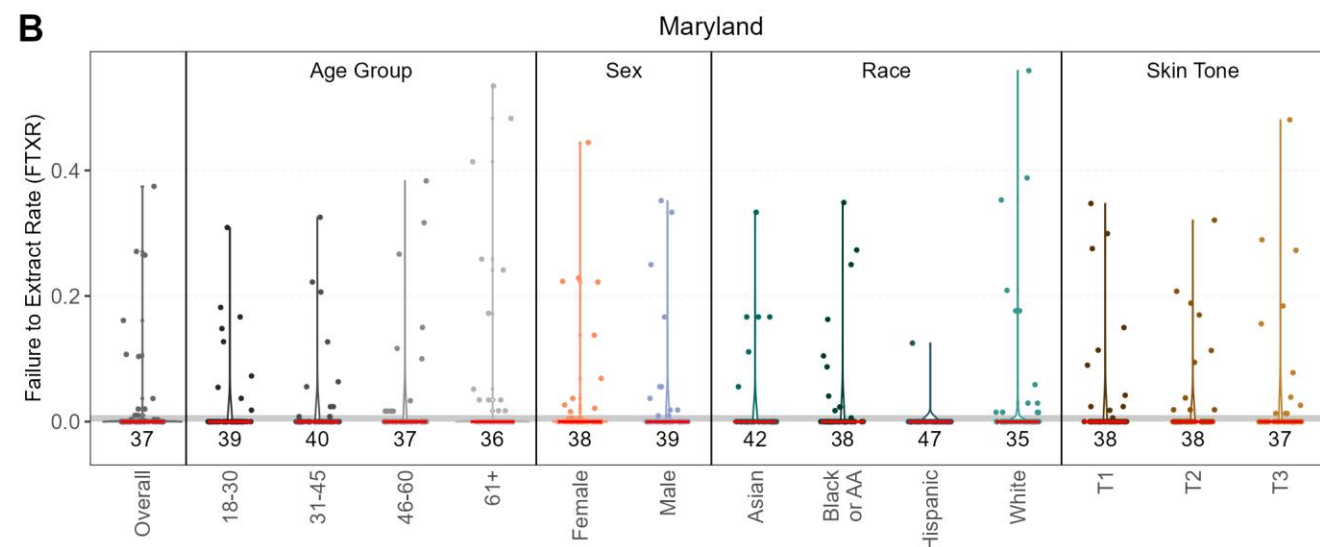 B
Maryland
Age Group
Sex
Race
Skin Tone
Failure to Extract Rate (FTXR)
0.4
0.2
0.0
37
39
40
37
36
38
39
42
38
47
35
38
38
37
Overall
18-30
31-45
46-60
61+
Female
Male
Asian
Black
or AA
Hispanic
White
T1
T2
T3